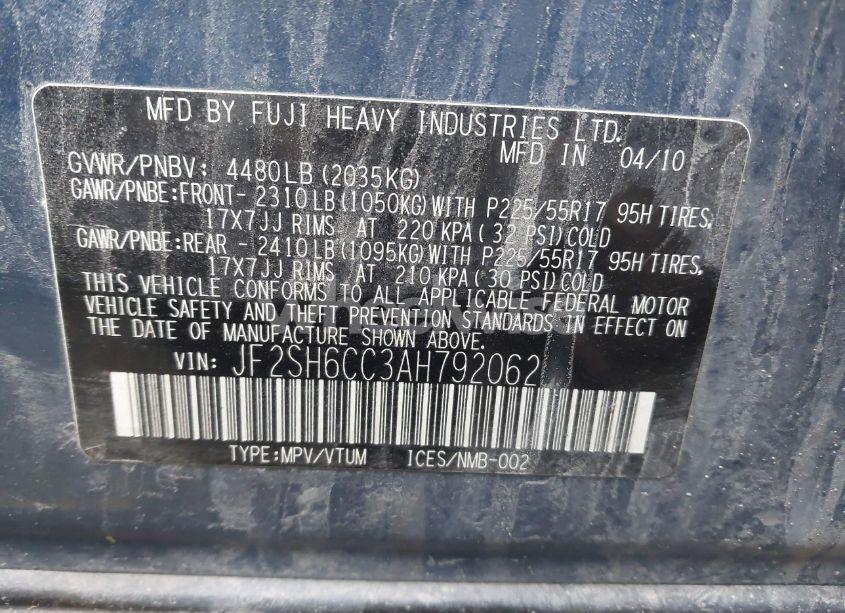 MFD BY FUJI HEAVY INDUSTRIES LTD.
MFD IN 04/10
GVWR/PNBV: 4480LB(2035KG)
GAWR/PNBE:FRONT- 2310LB(1050KG)WITH P225/55R17 95H TIRES,
17X7JJ RIMS AT 220 KPA(32 PSI)COLD
GAWR/PNBE:REAR - 2410LB(1095KG)WITH P225/55R17 95H TIRES,
17X7JJ RIMS AT 210 KPA(30 PSI)COLD
THIS VEHICLE CONFORMS TO ALL APPLICABLE FEDERAL MOTOR
VEHICLE SAFETY AND THEFT PREVENTION STANDARDS IN EFFECT ON
THE DATE OF MANUFACTURE SHOWN ABOVE.
VIN: JF2SH6CC3AH792062
TYPE:MPV/VTUM ICES/NMB-002